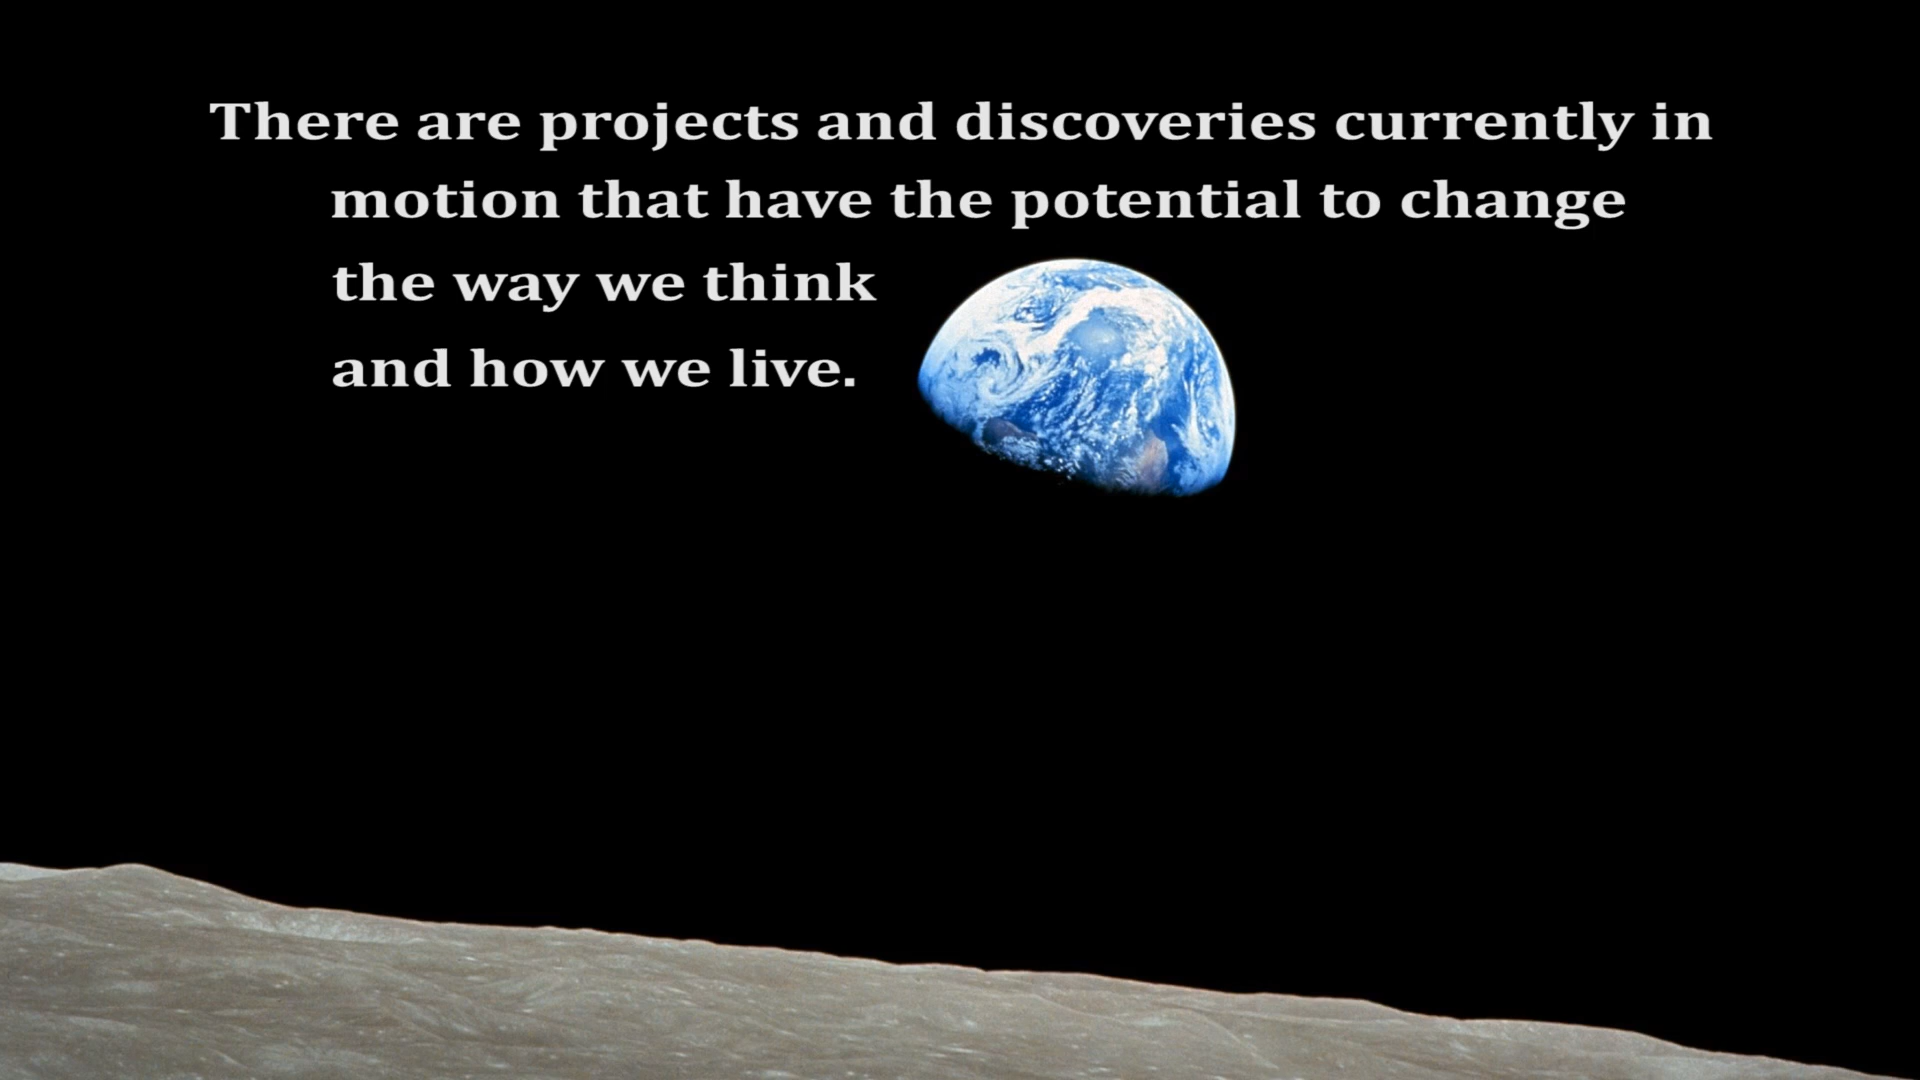 There are projects and discoveries currently in
motion that have the potential to change
the way we think
and how we live.